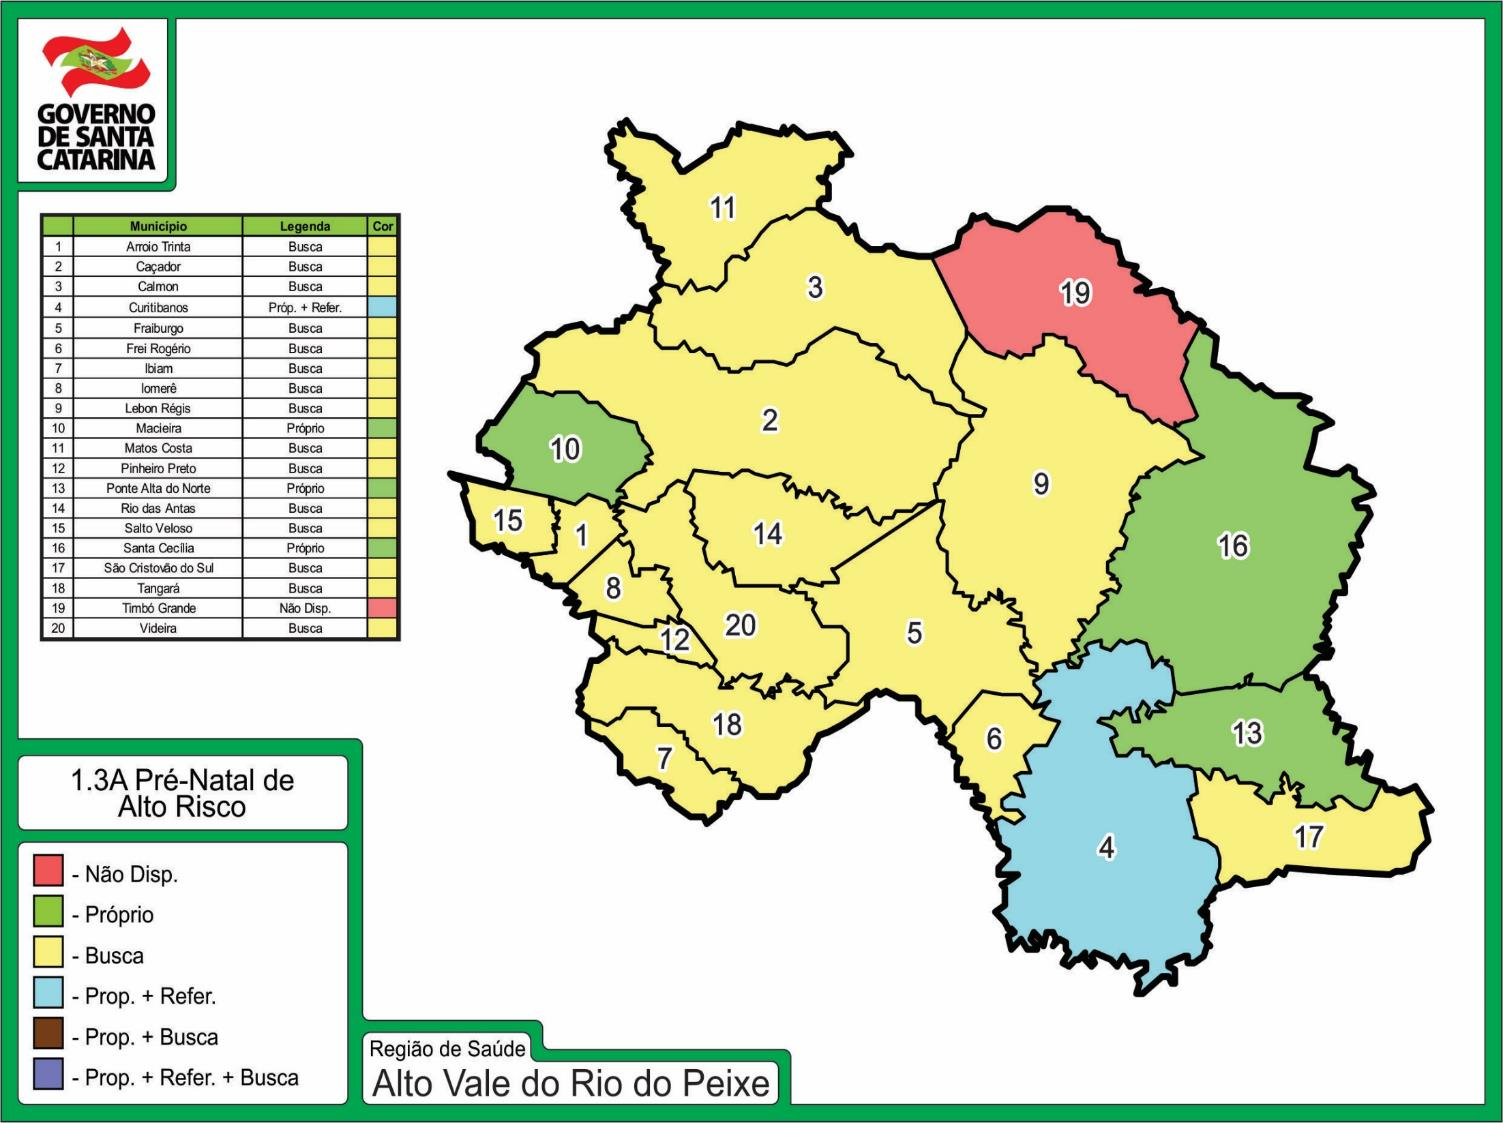 GOVERNO
DE SANTA
CATARINA
Município Legenda Cor
1 Arroio Trinta Busca
2 Caçador Busca
3 Calmon Busca
4 Curitibanos Próp. + Refer.
5 Fraiburgo Busca
6 Frei Rogério Busca
7 Ibiam Busca
8 Iomerê Busca
9 Lebon Régis Busca
10 Macieira Próprio
11 Matos Costa Busca
12 Pinheiro Preto Busca
13 Ponte Alta do Norte Próprio
14 Rio das Antas Busca
15 Salto Veloso Busca
16 Santa Cecília Próprio
17 São Cristovão do Sul Busca
18 Tangará Busca
19 Timbó Grande Não Disp.
20 Videira Busca
11
3
19
2
10
9
15
1
14
16
8
20
12
5
18
6
13
7
17
4
1.3A Pré-Natal de
Alto Risco
- Não Disp.
- Próprio
- Busca
- Prop. + Refer.
- Prop. + Busca
- Prop. + Refer. + Busca
Região de Saúde
Alto Vale do Rio do Peixe